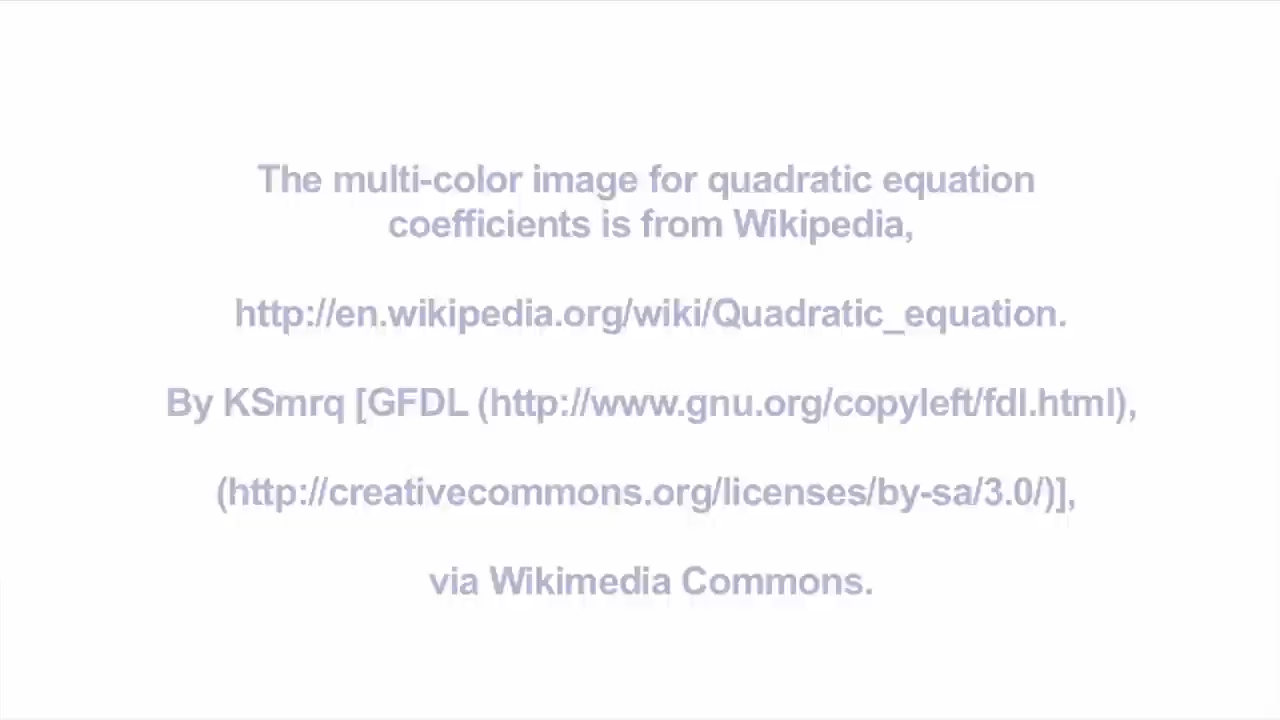 The multi-color image for quadratic equation
coefficients is from Wikipedia,
http://en.wikipedia.org/wiki/Quadratic_equation.
By KSmrq [GFDL (http://www.gnu.org/copyleft/fdl.html),
(http://creativecommons.org/licenses/by-sa/3.0/)],
via Wikimedia Commons.